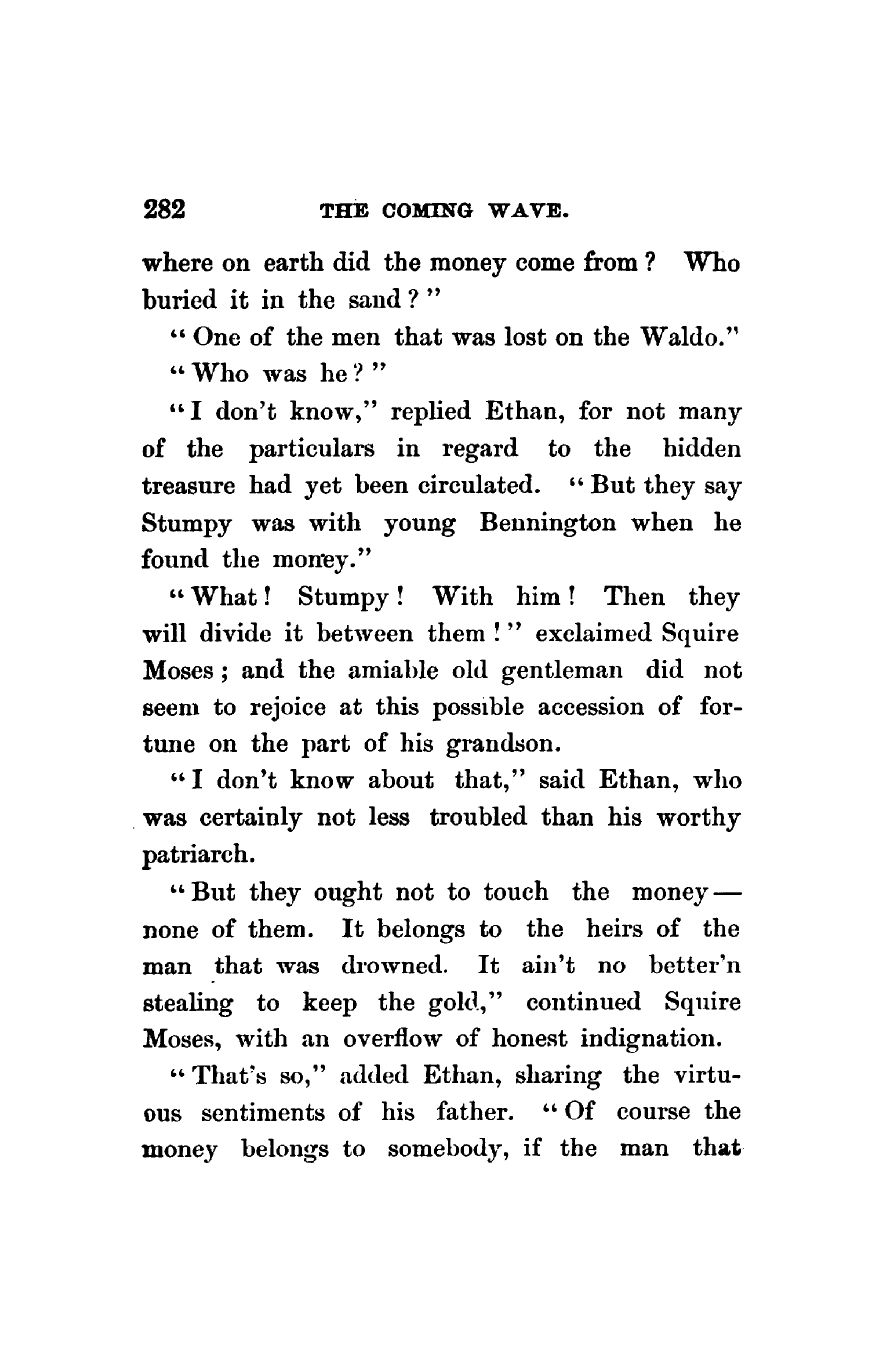 282 THE COMING WAVE.
where on earth did the money come from? Who
buried it in the sand?"
"One of the men that was lost on the Waldo."
"Who was he?"
"I don't know," replied Ethan, for not many
of the particulars in regard to the hidden
treasure had yet been circulated. "But they say
Stumpy was with young Bennington when he
found the money."
"What! Stumpy! With him! Then they
will divide it between them!" exclaimed Squire
Moses; and the amiable old gentleman did not
seem to rejoice at this possible accession of for-
tune on the part of his grandson.
"I don't know about that," said Ethan, who
was certainly not less troubled than his worthy
patriarch.
"But they ought not to touch the money—
none of them. It belongs to the heirs of the
man that was drowned. It ain't no better'n
stealing to keep the gold," continued Squire
Moses, with an overflow of honest indignation.
"That's so," added Ethan, sharing the virtu-
ous sentiments of his father. "Of course the
money belongs to somebody, if the man that